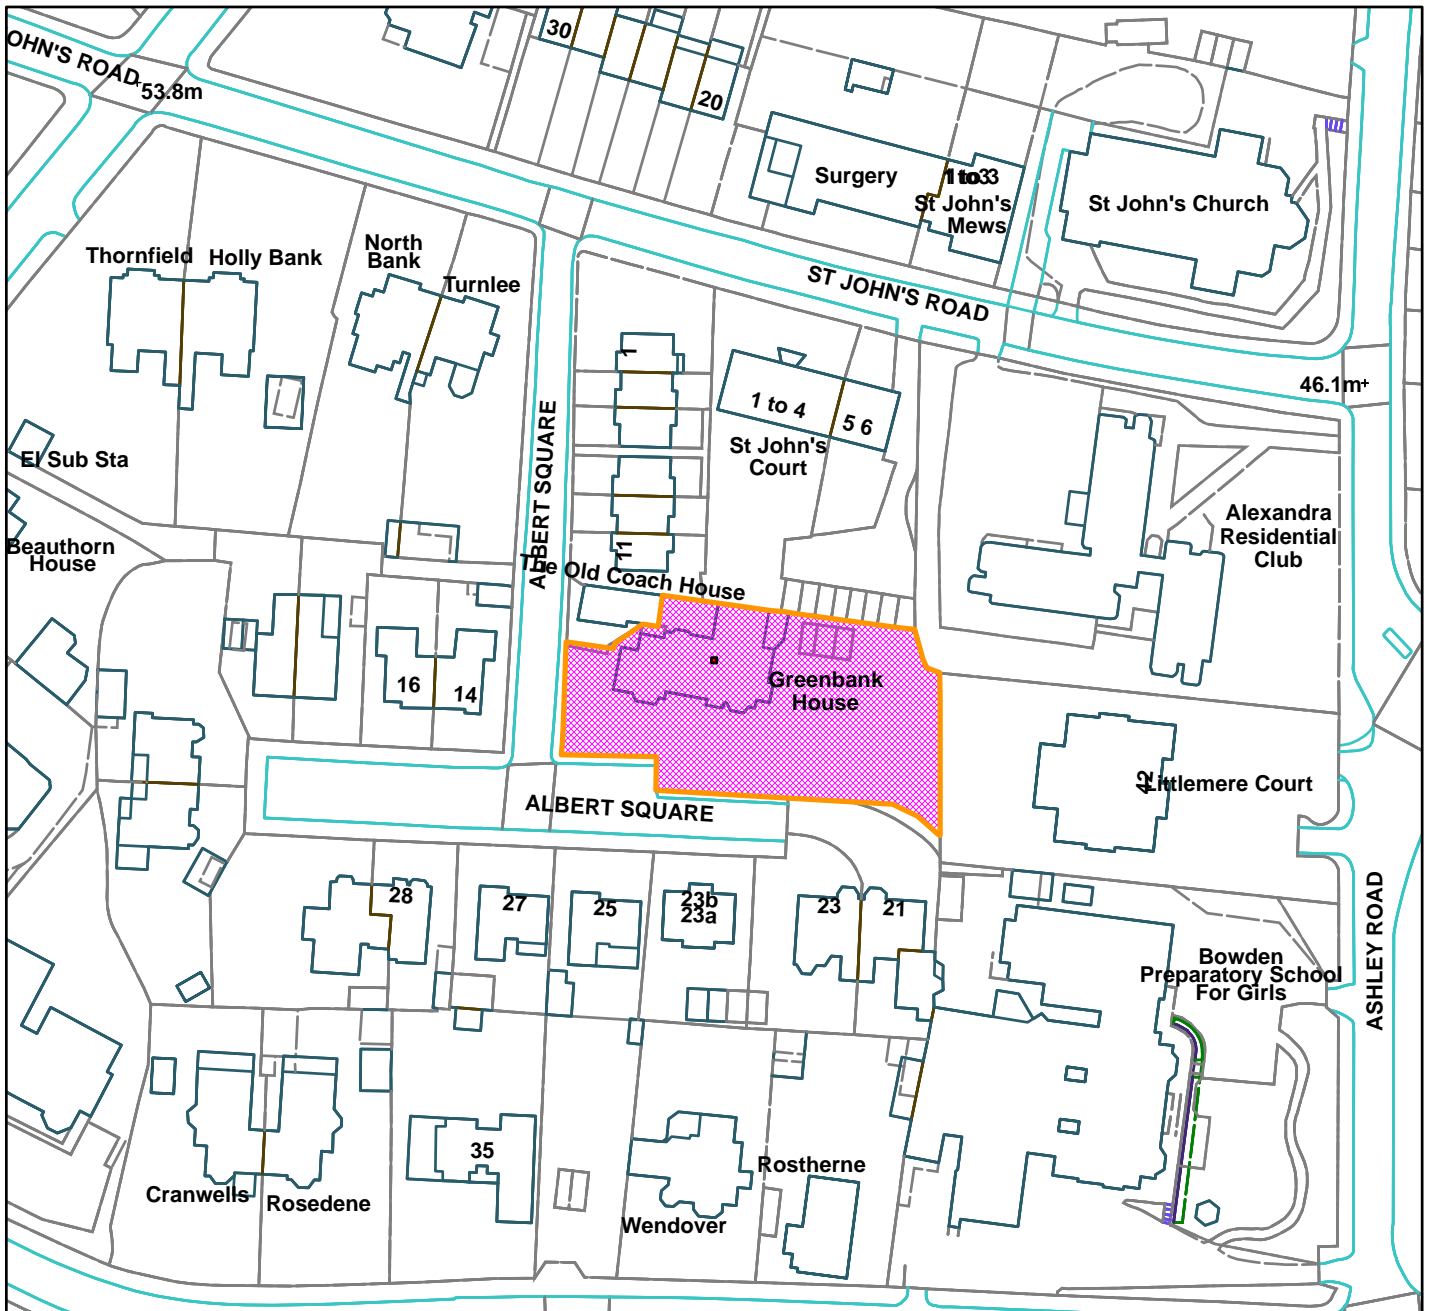 30
20
OHN'S ROAD
53.8m
Surgery
1 to 3
St John's
Mews
St John's Church
Thornfield
Holly Bank
North
Bank
Turnlee
ST JOHN'S ROAD
46.1m
1
1 to 4
5 6
St John's
Court
El Sub Sta
ALBERT SQUARE
Alexandra
Residential
Club
Beauthorn
House
11
The Old Coach House
16
14
Greenbank
House
42
Littlemere Court
ALBERT SQUARE
28
27
25
23b
23a
23
21
ASHLEY ROAD
Bowden
Preparatory School
For Girls
35
Cranwells
Rosedene
Wendover
Rostherne